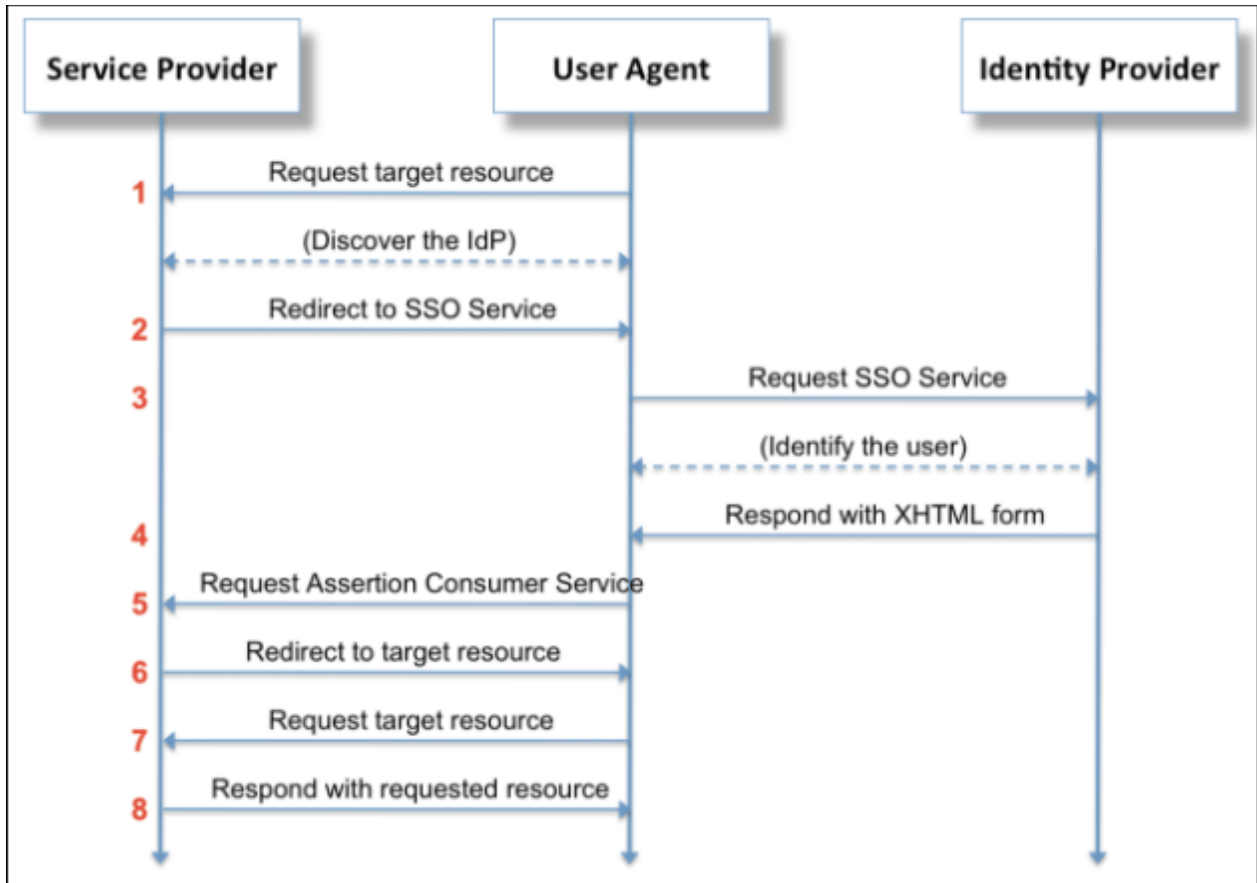 Service Provider
User Agent
Identity Provider
1
Request target resource
(Discover the IdP)
2
Redirect to SSO Service
3
Request SSO Service
(Identify the user)
4
Respond with XHTML form
5
Request Assertion Consumer Service
6
Redirect to target resource
7
Request target resource
8
Respond with requested resource